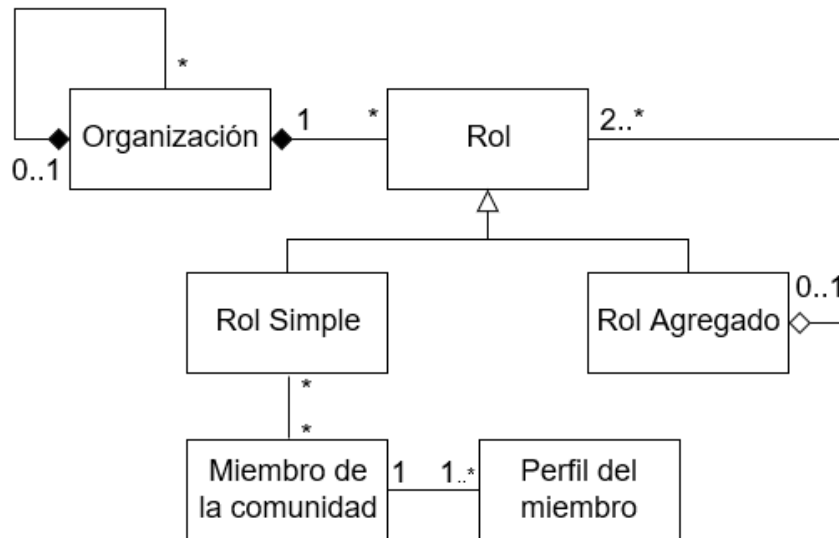 *
Organización
0..1
1
*
Rol
2..*
Rol Simple
Rol Agregado
0..1
*
*
Miembro de
la comunidad
1
1..*
Perfil del
miembro